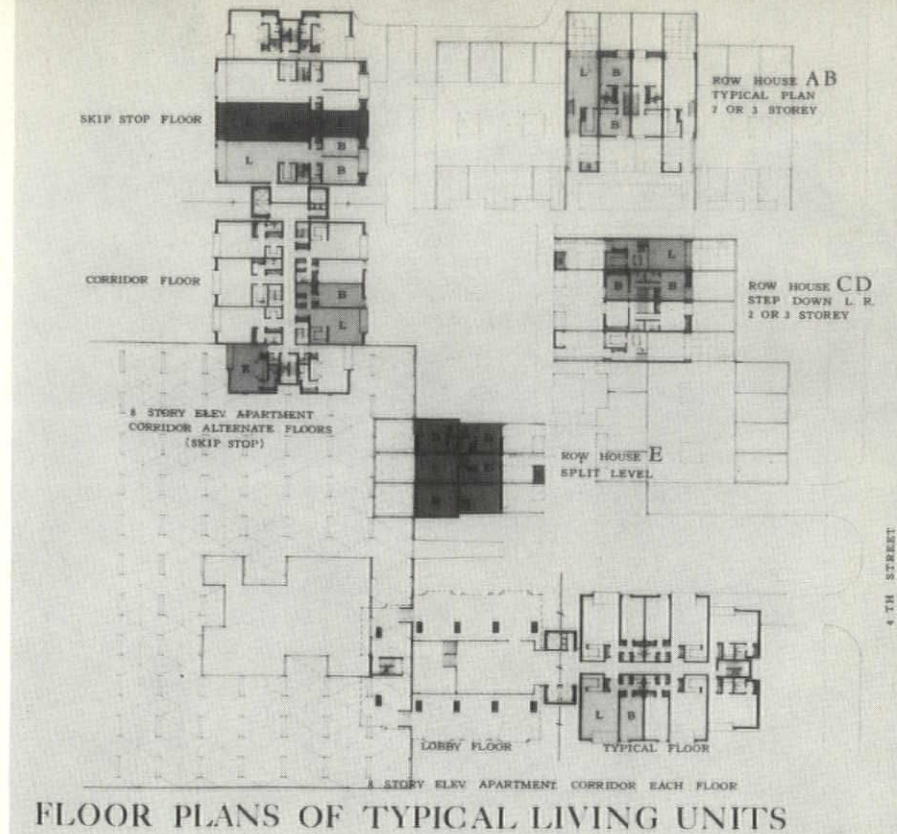 SKIP STOP FLOOR
L
B
B
CORRIDOR FLOOR
B
L
E
8 STORY ELEV APARTMENT
CORRIDOR ALTERNATE FLOORS
(SKIP STOP)
L
B
B
ROW HOUSE AB
TYPICAL PLAN
2 OR 3 STOREY
L
B
B
ROW HOUSE CD
STEP DOWN L. R.
2 OR 3 STOREY
B
B
ROW HOUSE E
SPLIT LEVEL
4 TH STREET
L
B
LOBBY FLOOR
TYPICAL FLOOR
8 STORY ELEV APARTMENT CORRIDOR EACH FLOOR
FLOOR PLANS OF TYPICAL LIVING UNITS